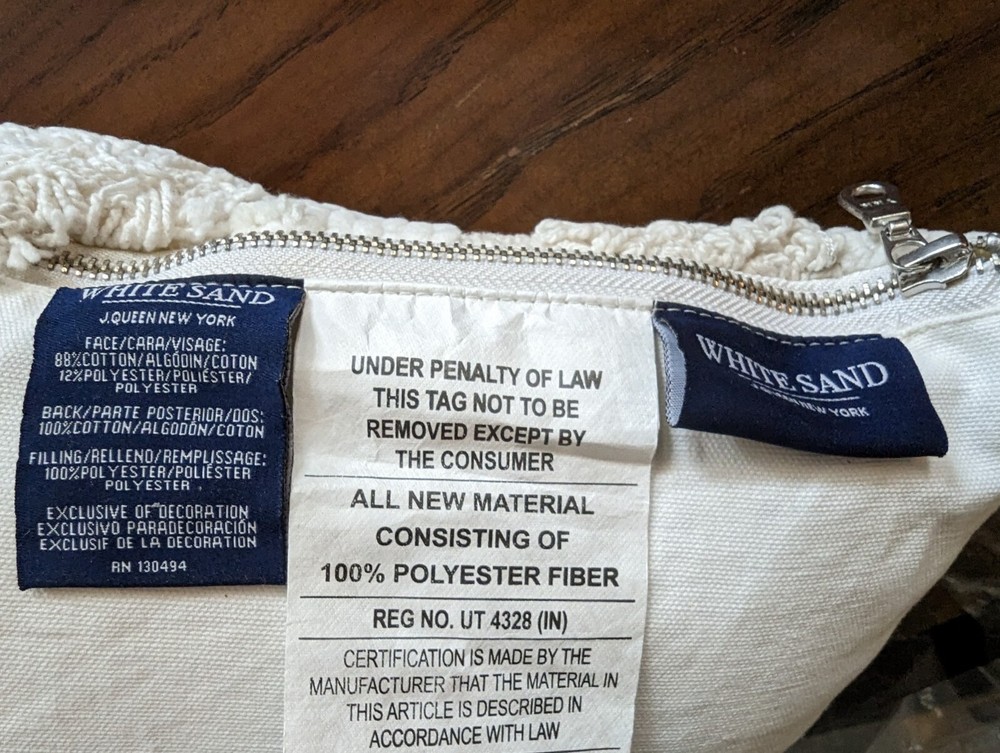 WHITE SAND
J.QUEEN NEW YORK
FACE/CARA/VISAGE:
88%COTTON/ALGODÓN/COTON
12%POLYESTER/POLIÉSTER/
POLYESTER
BACK/PARTE POSTERIOR/DOS:
100%COTTON/ALGODÓN/COTON
FILLING/RELLENO/REMPLISSAGE:
100%POLYESTER/POLIÉSTER
POLYESTER
EXCLUSIVE OF DECORATION
EXCLUSIVO PARADECORACIÓN
EXCLUSIF DE LA DÉCORATION
RN 130494
UNDER PENALTY OF LAW
THIS TAG NOT TO BE
REMOVED EXCEPT BY
THE CONSUMER
ALL NEW MATERIAL
CONSISTING OF
100% POLYESTER FIBER
REG NO. UT 4328 (IN)
CERTIFICATION IS MADE BY THE
MANUFACTURER THAT THE MATERIAL IN
THIS ARTICLE IS DESCRIBED IN
ACCORDANCE WITH LAW
WHITE SAND
NEW YORK